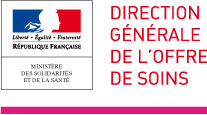 Liberté • Égalité • Fraternité
RÉPUBLIQUE FRANÇAISE
MINISTÈRE
DES SOLIDARITÉS
ET DE LA SANTÉ
DIRECTION
GÉNÉRALE
DE L'OFFRE
DE SOINS